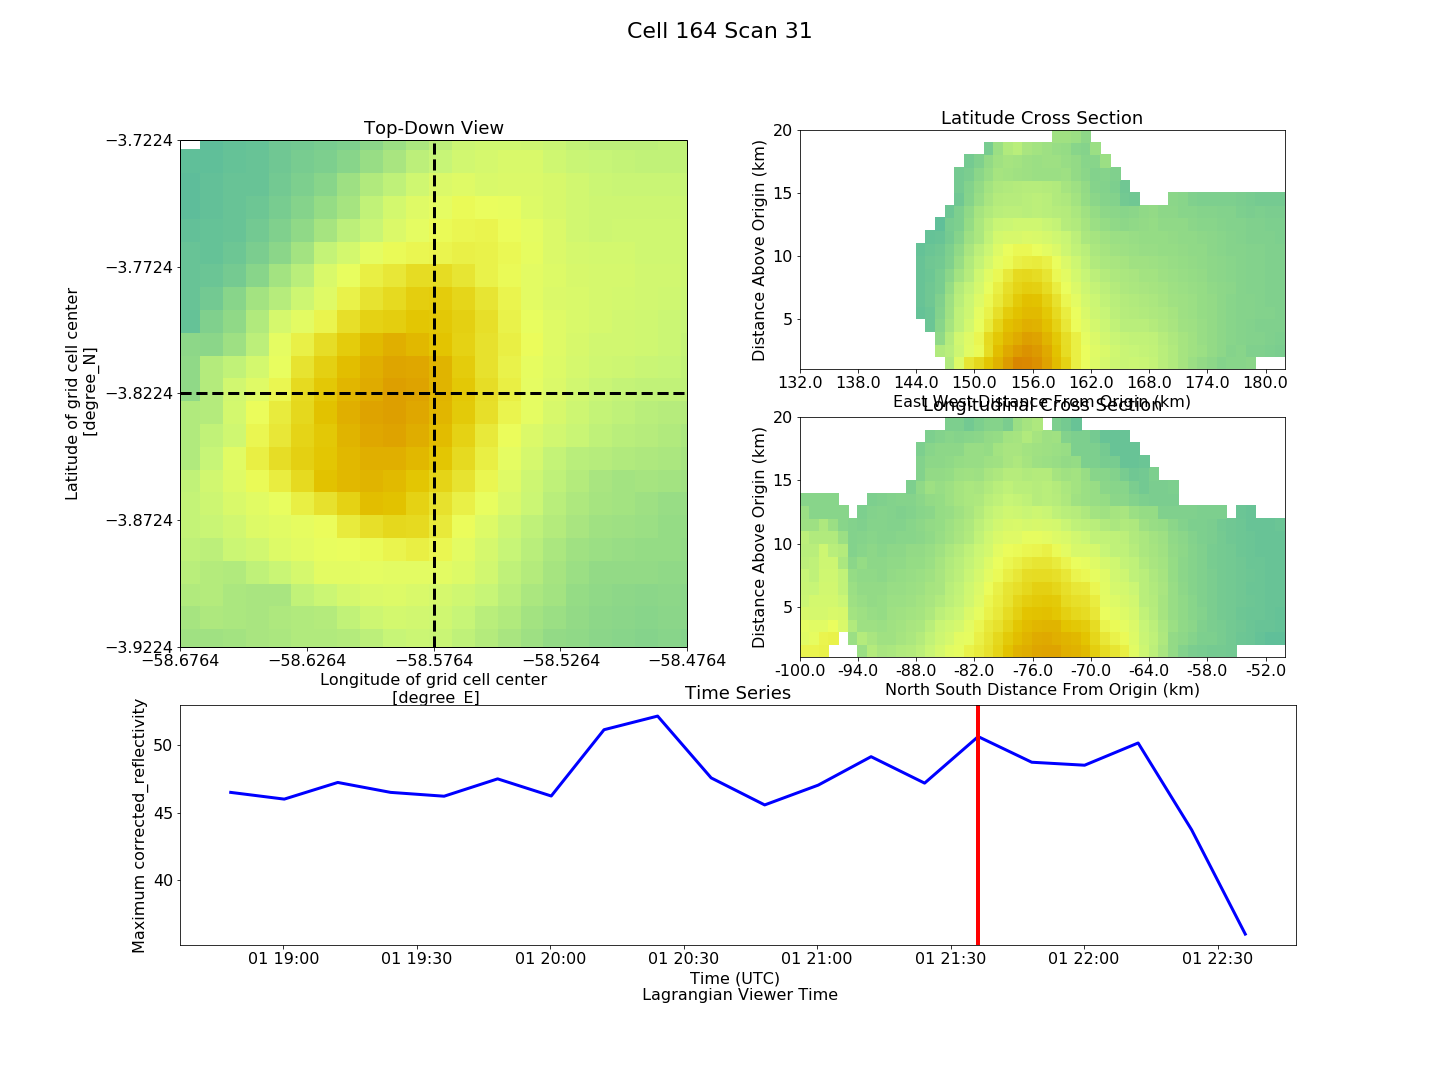 Cell 164 Scan 31
Top-Down View
−3.7224
−3.7724
−3.8224
−3.8724
−3.9224
Latitude of grid cell center
[degree_N]
−58.6764 −58.6264 −58.5764 −58.5264 −58.4764
Longitude of grid cell center
[degree_E]
Latitude Cross Section
20
15
10
5
Distance Above Origin (km)
132.0 138.0 144.0 150.0 156.0 162.0 168.0 174.0 180.0
East West Distance From Origin (km)
Longitudinal Cross Section
20
15
10
5
Distance Above Origin (km)
-100.0 -94.0 -88.0 -82.0 -76.0 -70.0 -64.0 -58.0 -52.0
North South Distance From Origin (km)
Time Series
50
45
40
Maximum corrected_reflectivity
01 19:00 01 19:30 01 20:00 01 20:30 01 21:00 01 21:30 01 22:00 01 22:30
Time (UTC)
Lagrangian Viewer Time